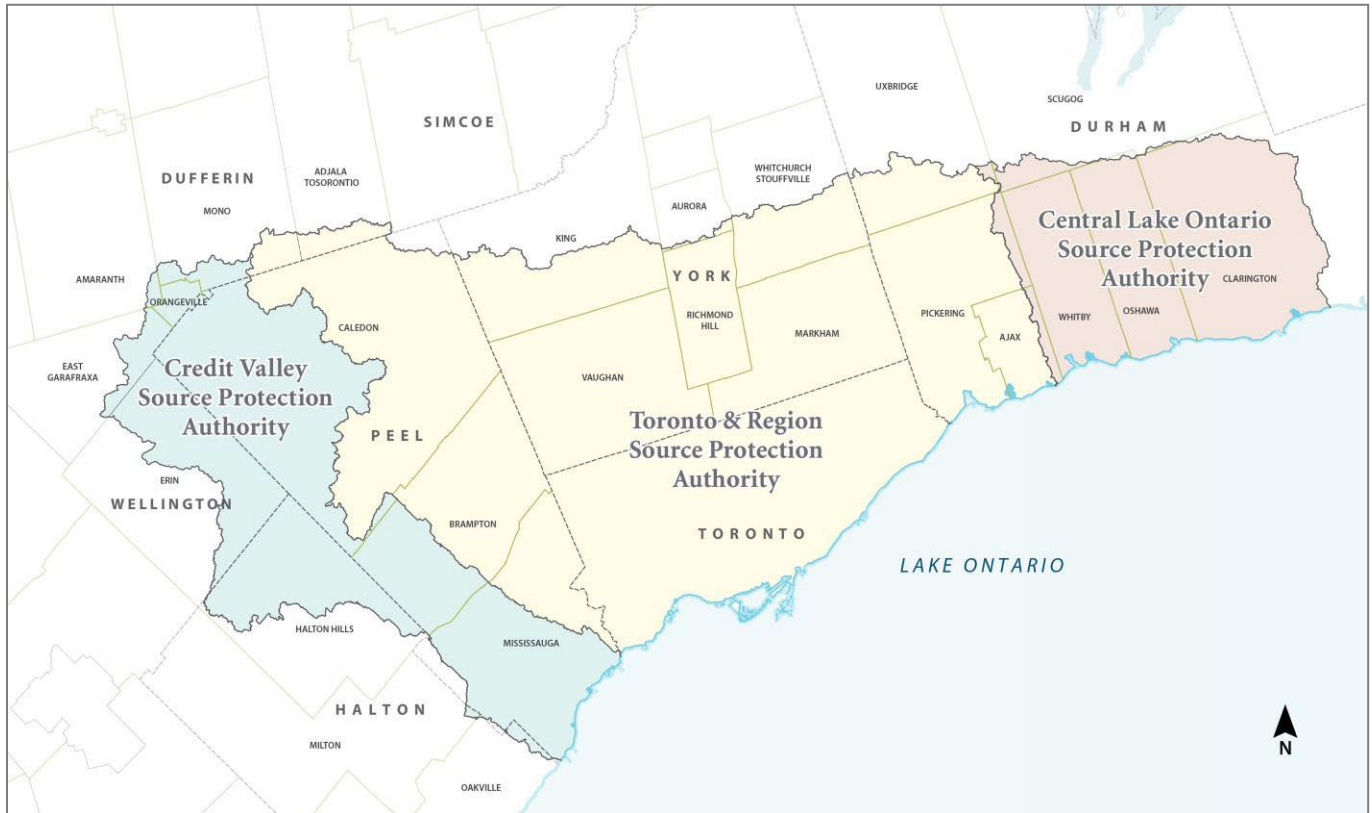 UXBRIDGE
SCUGOG
SIMCOE
DURHAM
DUFFERIN
MONO
ADJALA
TOSORONTIO
WHITCHURCH
STOUFFVILLE
AURORA
KING
Central Lake Ontario
Source Protection
Authority
AMARANTH
ORANGEVILLE
YORK
CLARINGTON
RICHMOND
HILL
PICKERING
WHITBY
OSHAWA
CALEDON
MARKHAM
AJAX
EAST
GARAFRAXA
Credit Valley
Source Protection
Authority
VAUGHAN
PEEL
Toronto & Region
Source Protection
Authority
ERIN
WELLINGTON
BRAMPTON
TORONTO
LAKE ONTARIO
HALTON HILLS
MISSISSAUGA
HALTON
MILTON
OAKVILLE
N